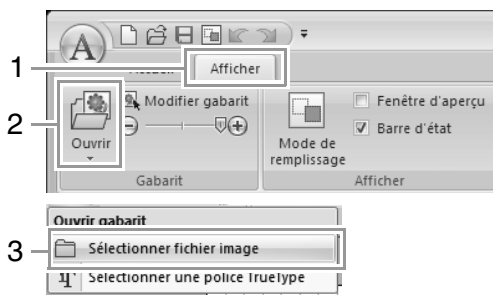 A
1
Accueil
Afficher
2
Ouvrir
Modifier gabarit
Gabarit
Mode de
remplissage
Fenêtre d'aperçu
Barre d'état
Afficher
Ouvrir gabarit
3
Sélectionner fichier image
Sélectionner une police TrueType